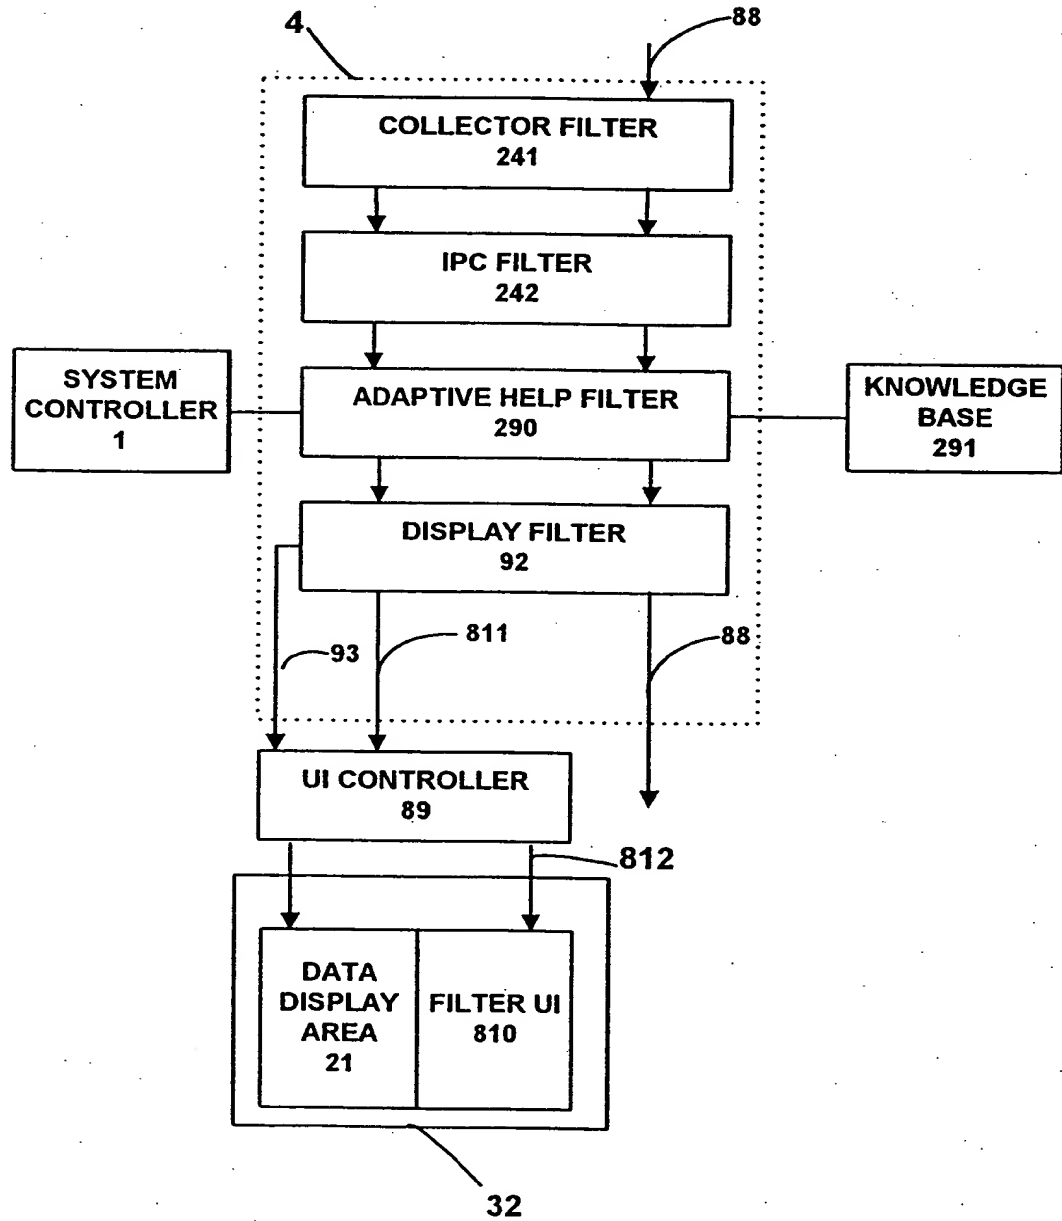 4
88
COLLECTOR FILTER
241
IPC FILTER
242
SYSTEM
CONTROLLER
1
ADAPTIVE HELP FILTER
290
KNOWLEDGE
BASE
291
DISPLAY FILTER
92
93
811
88
UI CONTROLLER
89
812
DATA
DISPLAY
AREA
21
FILTER UI
810
32